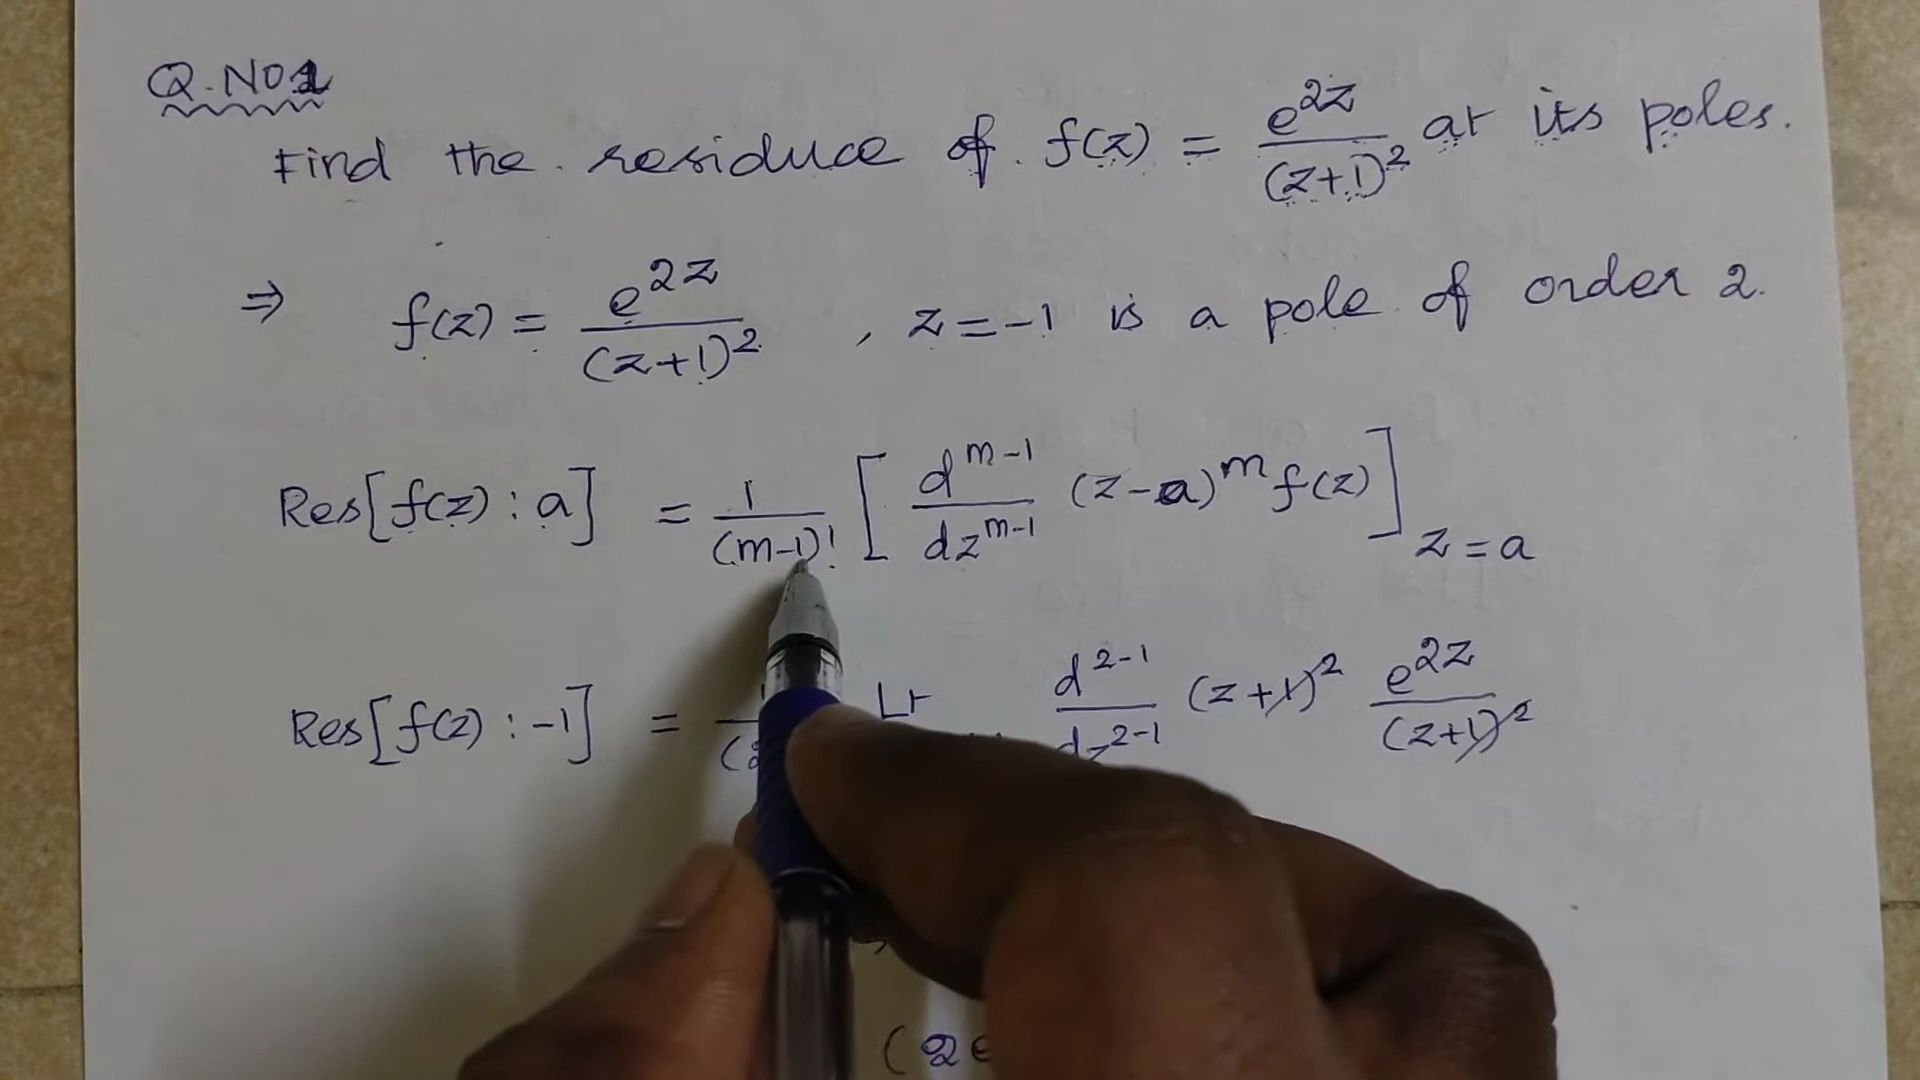 Q.NO1
Find the residuce of f(z) = e^{2z}/(z+1)^2 at its poles.
⇒ f(z) = e^{2z}/(z+1)^2 , z=-1 is a pole of order 2.
Res[f(z) : a] = 1/(m-1)! [d^{m-1}/dz^{m-1} (z-a)^m f(z)]_{z=a}
Res[f(z) : -1] = Lt d^{2-1}/dz^{2-1} (z+1)^2 e^{2z}/(z+1)^2
(2e